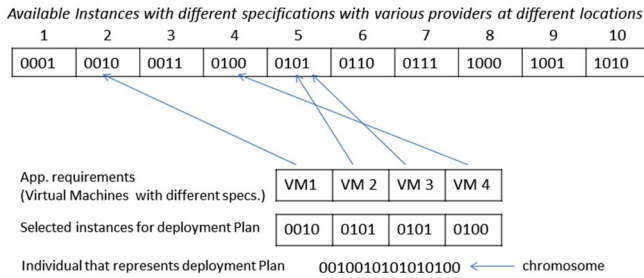 Available Instances with different specifications with various providers at different locations
1 2 3 4 5 6 7 8 9 10
0001 0010 0011 0100 0101 0110 0111 1000 1001 1010
App. requirements
(Virtual Machines with different specs.)
VM1 VM 2 VM 3 VM 4
Selected instances for deployment Plan 0010 0101 0101 0100
Individual that represents deployment Plan 0010010101010100 chromosome